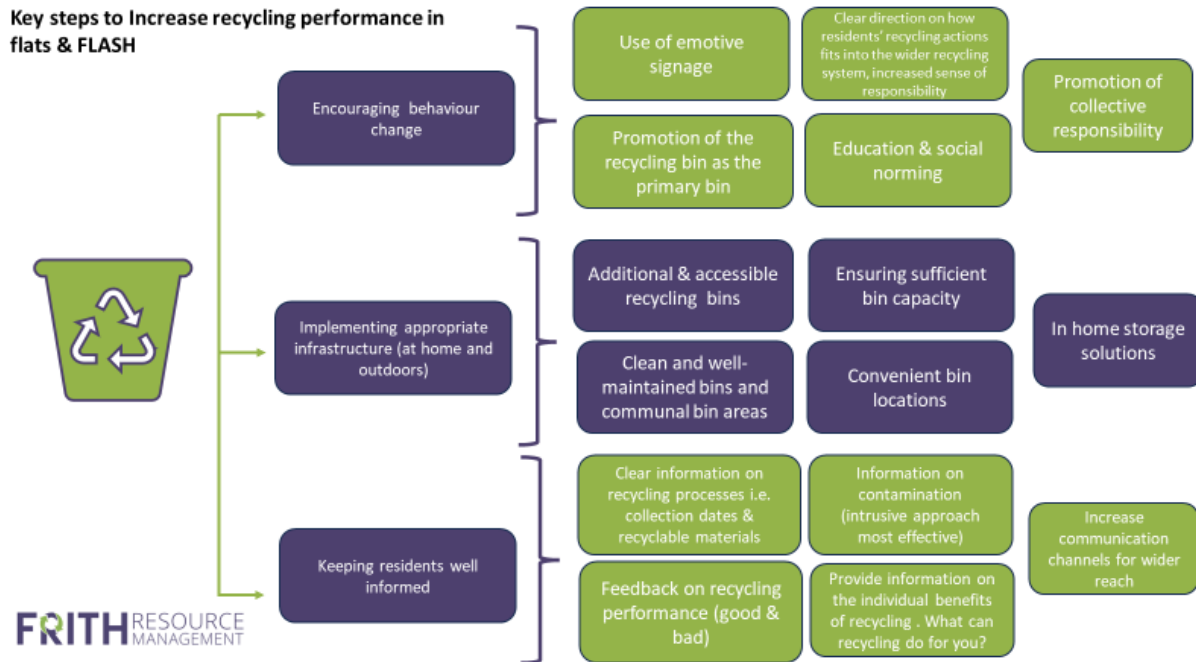 Key steps to Increase recycling performance in
flats & FLASH
Encouraging behaviour
change
Use of emotive
signage
Clear direction on how
residents' recycling actions
fits into the wider recycling
system, increased sense of
responsibility
Promotion of the
recycling bin as the
primary bin
Education & social
norming
Promotion of
collective
responsibility
Implementing appropriate
infrastructure (at home and
outdoors)
Additional & accessible
recycling bins
Ensuring sufficient
bin capacity
Clean and well-
maintained bins and
communal bin areas
Convenient bin
locations
In home storage
solutions
Keeping residents well
informed
Clear information on
recycling processes i.e.
collection dates &
recyclable materials
Information on
contamination
(intrusive approach
most effective)
Feedback on recycling
performance (good &
bad)
Provide information on
the individual benefits
of recycling . What can
recycling do for you?
Increase
communication
channels for wider
reach
FRITH RESOURCE
MANAGEMENT